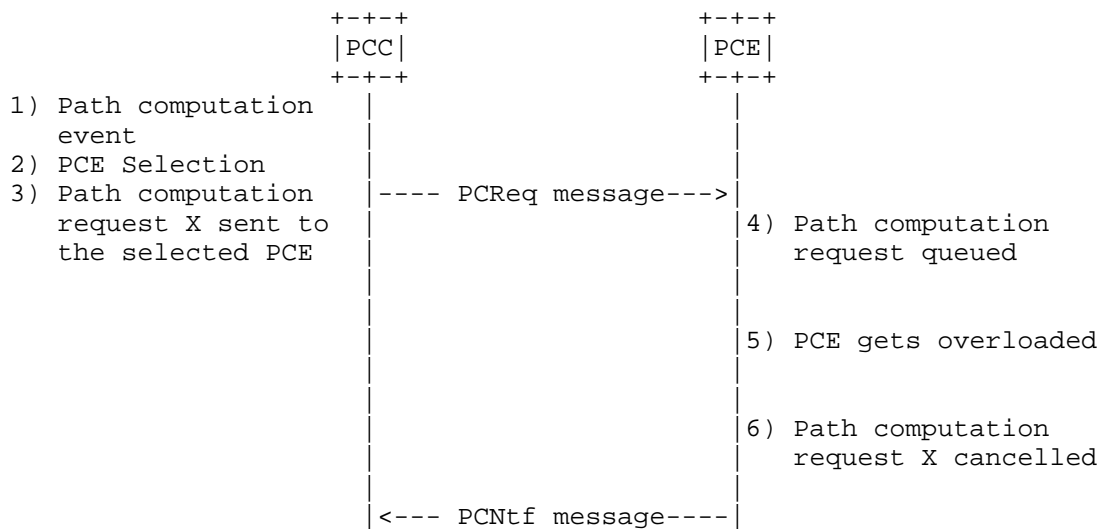 +-+-+                     +-+-+
|PCC|                     |PCE|
+-+-+                     +-+-+
1) Path computation
event
2) PCE Selection
3) Path computation |---- PCReq message--->|
request X sent to |4) Path computation
the selected PCE | request queued
|5) PCE gets overloaded
|6) Path computation
| request X cancelled
|<--- PCNtf message----|